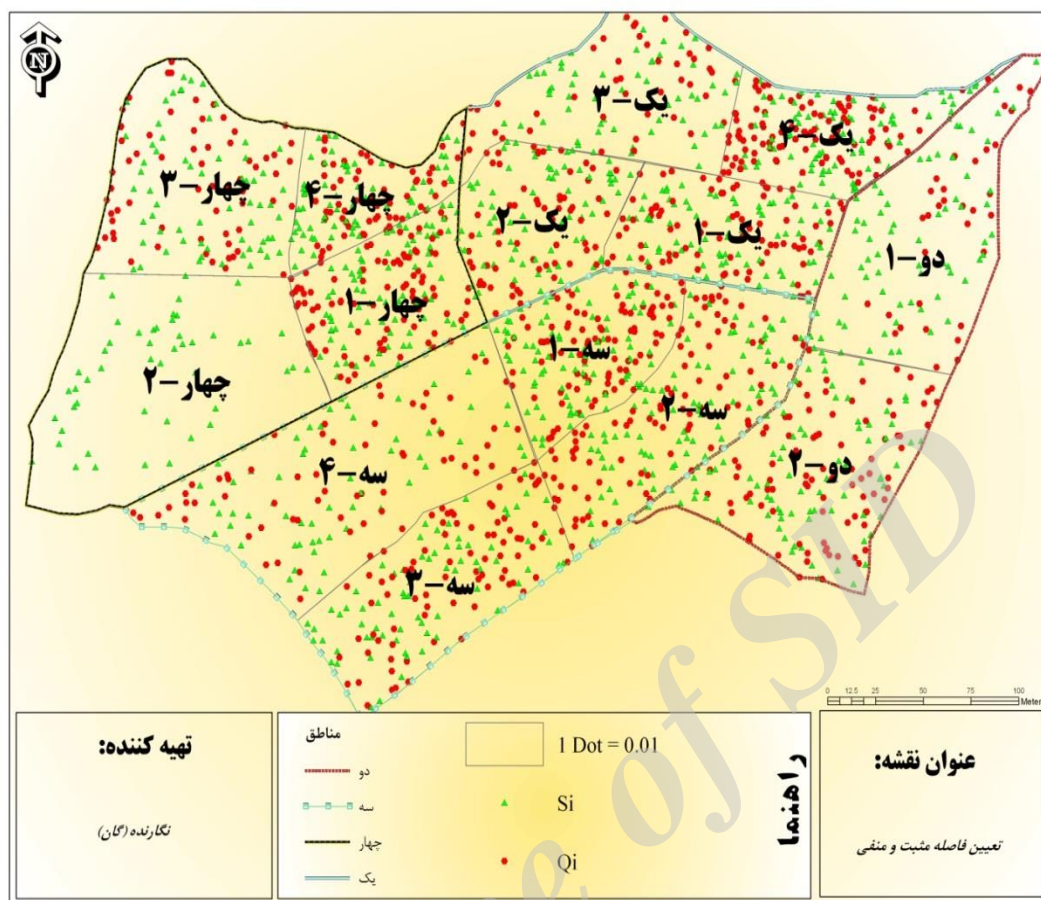 N
یک-۳
یک-۴
چهار-۳
چهار-۴
یک-۲
یک-۱
دو-۱
چهار-۱
سه-۱
چهار-۲
سه-۲
دو-۲
سه-۴
سه-۳
0 12.5 25 50 75 100
Meter
عنوان نقشه:
تعیین فاصله مثبت و منفی
راهنما
1 Dot = 0.01
Si
Qi
مناطق
دو
سه
چهار
یک
تهیه کننده:
نگارنده (گان)
e of SID